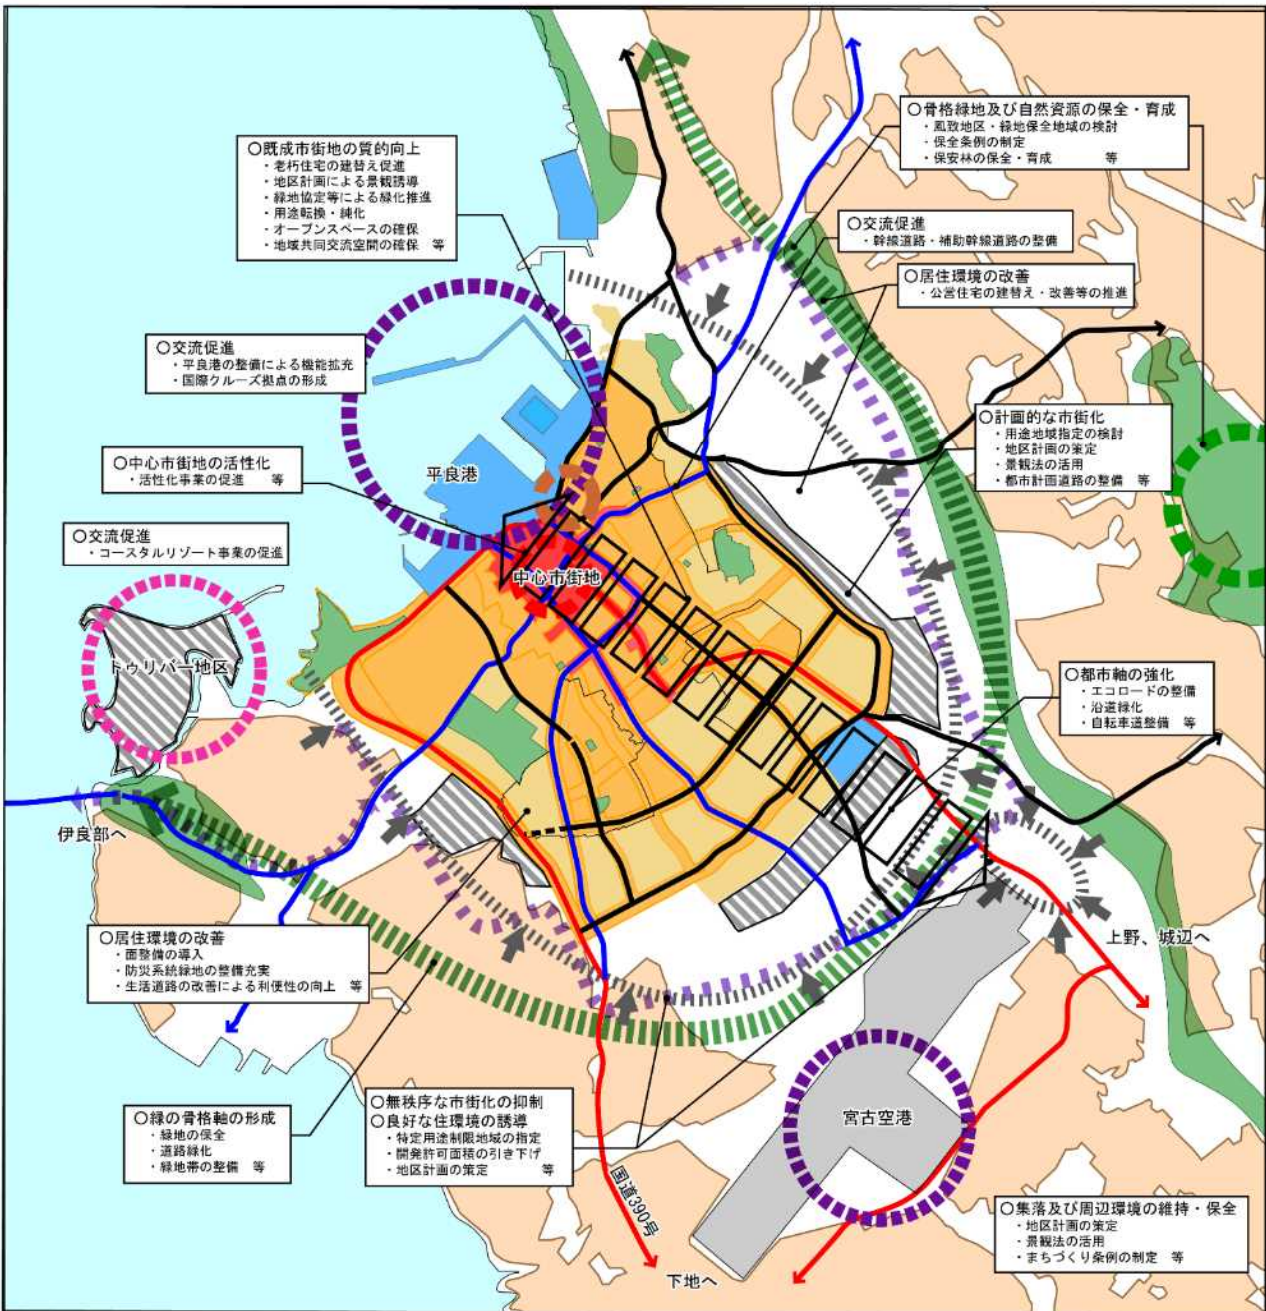 ○骨格緑地及び自然資源の保全・育成
・風致地区・緑地保全地域の検討
・保全条例の制定
・保安林の保全・育成 等
○既成市街地の質的向上
・老朽住宅の建替え促進
・地区計画による景観誘導
・緑地協定等による緑化推進
・用途転換・純化
・オープンスペースの確保
・地域共同交流空間の確保 等
○交流促進
・幹線道路・補助幹線道路の整備
○居住環境の改善
・公営住宅の建替え・改善等の推進
○交流促進
・平良港の整備による機能拡充
・国際クルーズ拠点の形成
○計画的な市街化
・用途地域指定の検討
・地区計画の策定
・景観法の活用
・都市計画道路の整備 等
○中心市街地の活性化
・活性化事業の促進 等
平良港
○交流促進
・コースタルリゾート事業の促進
中心市街地
トゥリバー地区
○都市軸の強化
・エコロードの整備
・沿道緑化
・自転車道整備 等
伊良部へ
○居住環境の改善
・面整備の導入
・防災系統緑地の整備充実
・生活道路の改善による利便性の向上 等
上野、城辺へ
○緑の骨格軸の形成
・緑地の保全
・道路緑化
・緑地帯の整備 等
○無秩序な市街化の抑制
○良好な住環境の誘導
・特定用途制限地域の指定
・開発許可面積の引き下げ
・地区計画の策定 等
宮古空港
国道390号
○集落及び周辺環境の維持・保全
・地区計画の策定
・景観法の活用
・まちづくり条例の制定 等
下地へ